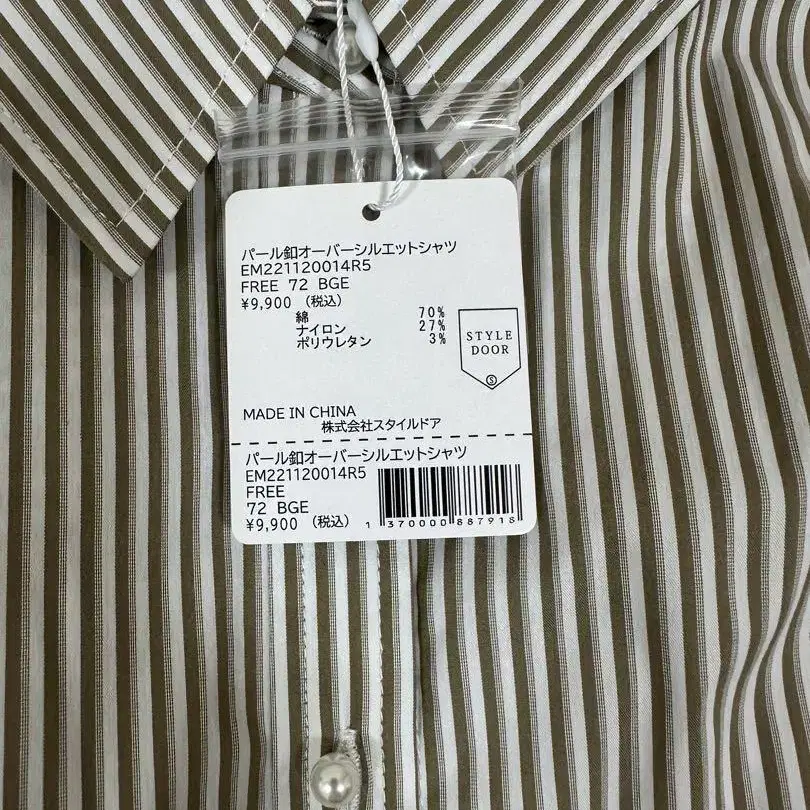 パール釦オーバーシルエットシャツ
EM221120014R5
FREE 72 BGE
¥9,900 (税込)
綿 70%
ナイロン 27%
ポリウレタン 3%
STYLE
DOOR
S
MADE IN CHINA
株式会社スタイルドア
パール釦オーバーシルエットシャツ
EM221120014R5
FREE
72 BGE
¥9,900 (税込)
1 370000 887918